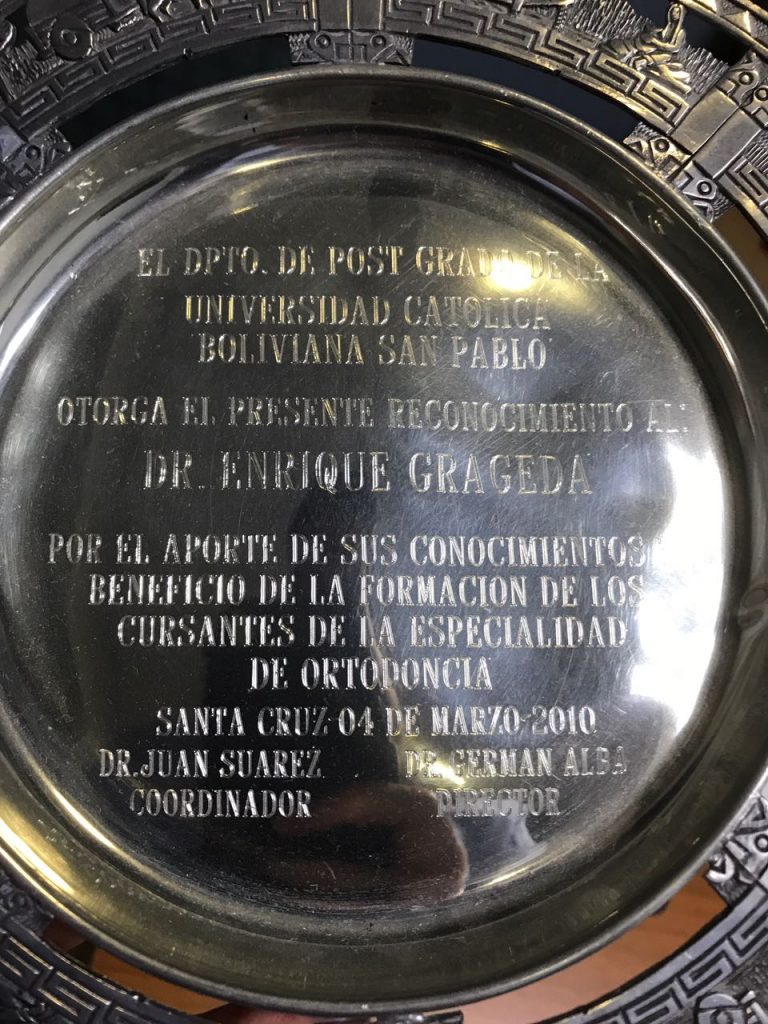 EL DPTO. DE POST GRADO DE LA
UNIVERSIDAD CATOLICA
BOLIVIANA SAN PABLO
OTORGA EL PRESENTE RECONOCIMIENTO AL:
DR. ENRIQUE GRAGEDA
POR EL APORTE DE SUS CONOCIMIENTOS
BENEFICIO DE LA FORMACION DE LOS
CURSANTES DE LA ESPECIALIDAD
DE ORTODONCIA
SANTA CRUZ-04 DE MARZO-2010
DR. JUAN SUAREZ DR. GERMAN ALBA
COORDINADOR DIRECTOR